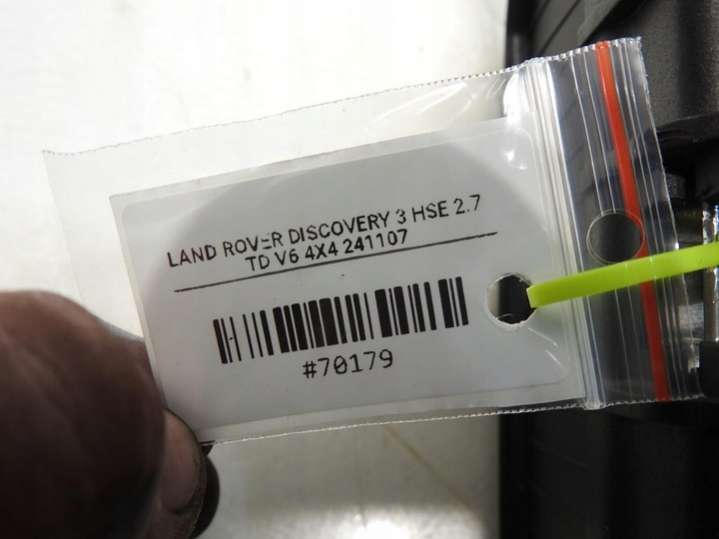 LAND ROVER DISCOVERY 3 HSE 2.7
TD V6 4X4 241107
#70179